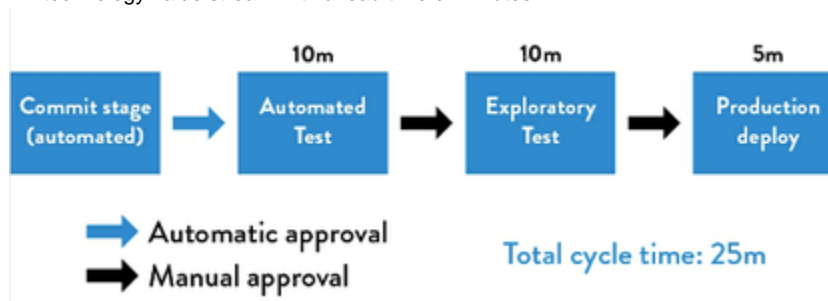 10m
10m
5m
Commit stage
(automated)
Automated
Test
Exploratory
Test
Production
deploy
Automatic approval
Manual approval
Total cycle time: 25m